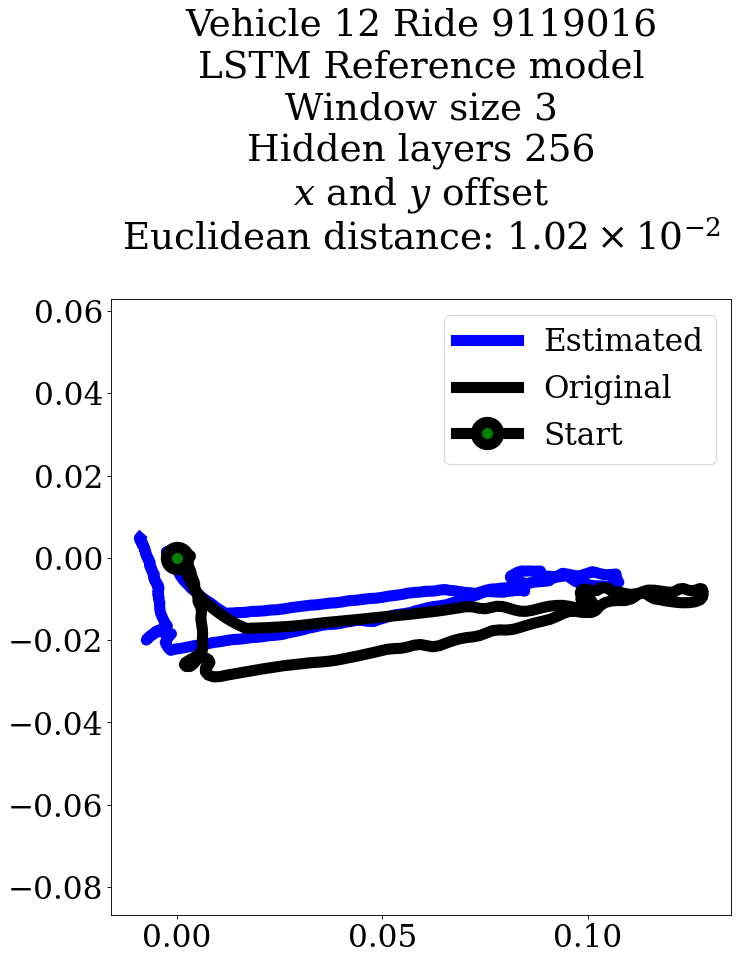 Vehicle 12 Ride 9119016
LSTM Reference model
Window size 3
Hidden layers 256
x and y offset
Euclidean distance: 1.02 × 10⁻²
0.06
0.04
0.02
0.00
−0.02
−0.04
−0.06
−0.08
Estimated
Original
Start
0.00 0.05 0.10